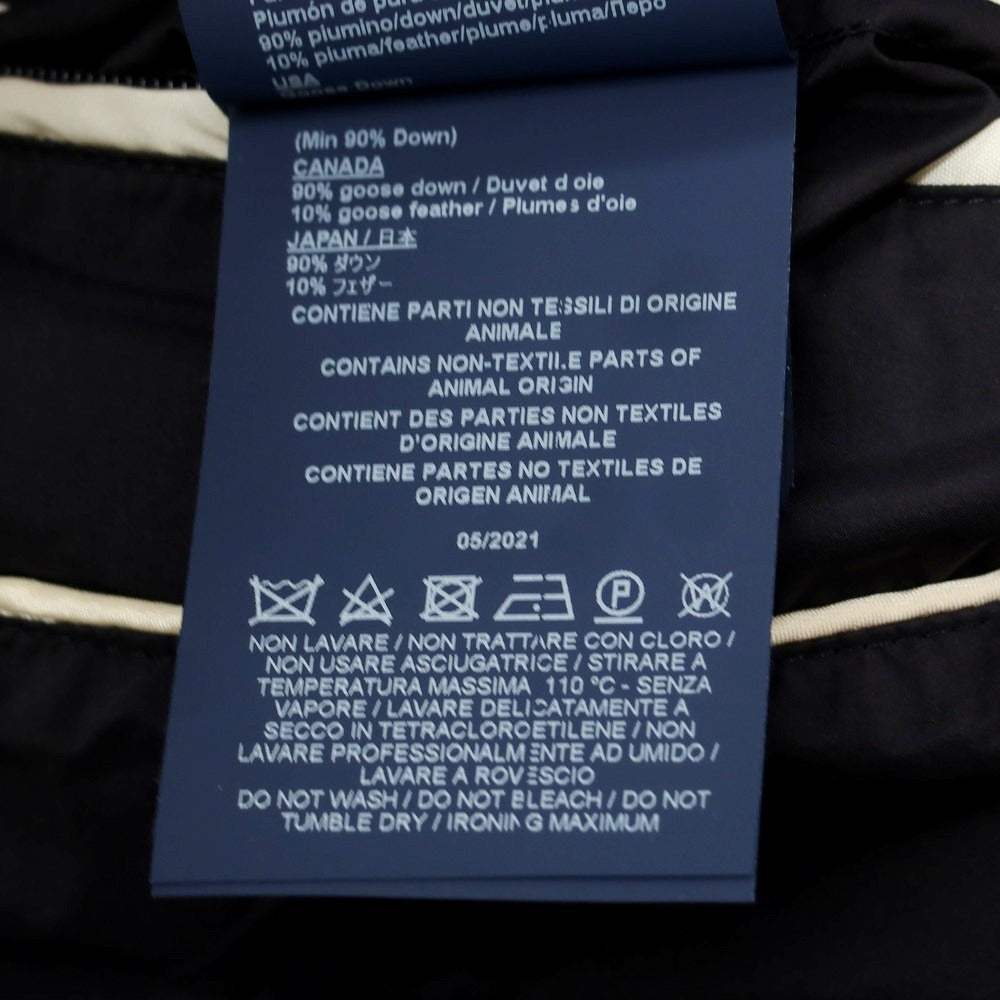 Plumón de pura
90% piumino/down/duvet/
10% piuma/feather/plume/pluma/Перо
USA
Goose Down
(Min 90% Down)
CANADA
90% goose down / Duvet d oie
10% goose feather / Plumes d'oie
JAPAN / 日本
90% ダウン
10% フェザー
CONTIENE PARTI NON TESSILI DI ORIGINE
ANIMALE
CONTAINS NON-TEXTILE PARTS OF
ANIMAL ORIGIN
CONTIENT DES PARTIES NON TEXTILES
D'ORIGINE ANIMALE
CONTIENE PARTES NO TEXTILES DE
ORIGEN ANIMAL
05/2021
P W
NON LAVARE / NON TRATTARE CON CLORO /
NON USARE ASCIUGATRICE / STIRARE A
TEMPERATURA MASSIMA 110 °C - SENZA
VAPORE / LAVARE DELICATAMENTE A
SECCO IN TETRACLOROETILENE / NON
LAVARE PROFESSIONALMENTE AD UMIDO /
LAVARE A ROVESCIO
DO NOT WASH / DO NOT BLEACH / DO NOT
TUMBLE DRY / IRONING MAXIMUM